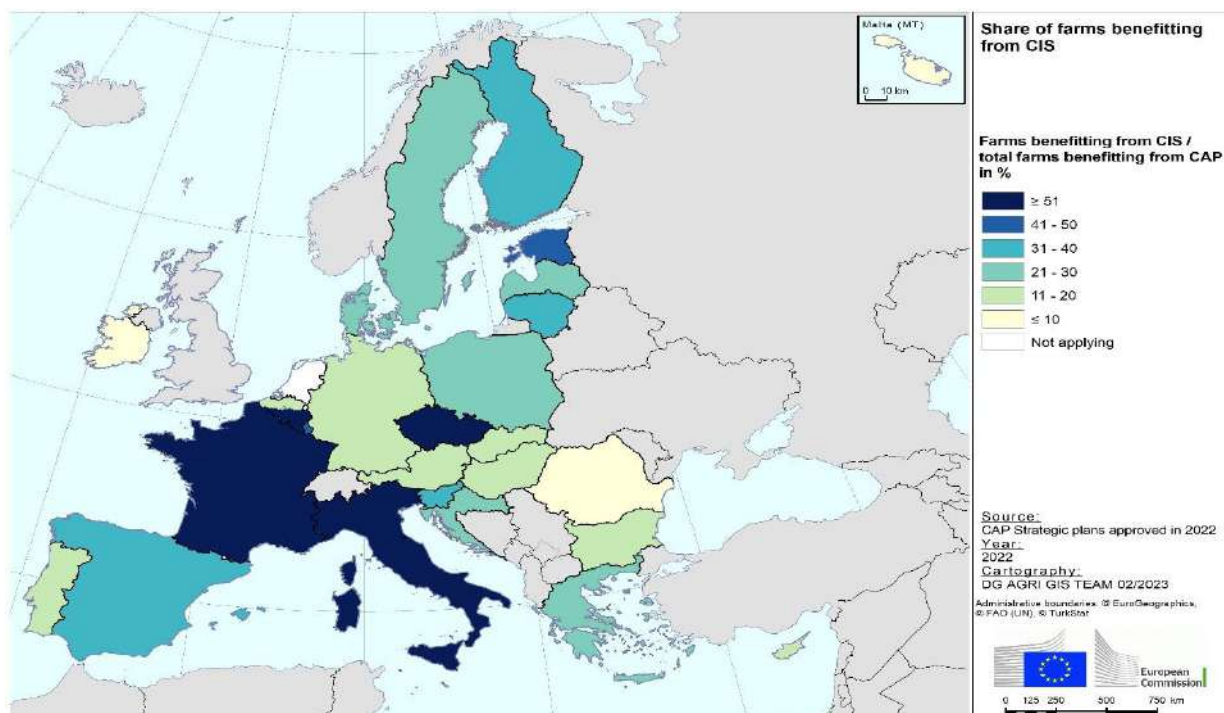 Malta (MT)
0 10 km
Share of farms benefitting
from CIS
Farms benefitting from CIS /
total farms benefitting from CAP
in %
≥ 51
41 - 50
31 - 40
21 - 30
11 - 20
≤ 10
Not applying
Source:
CAP Strategic plans approved in 2022
Year:
2022
Cartography:
DG AGRI GIS TEAM 02/2023
Administrative boundaries: © EuroGeographics,
© FAO (UN), © TurkStat
European
Commission
0 125 250 500 750 km